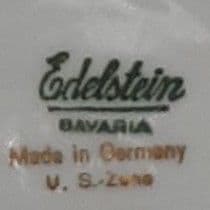 Edelstein
BAVARIA
Made in Germany
U. S.-Zone